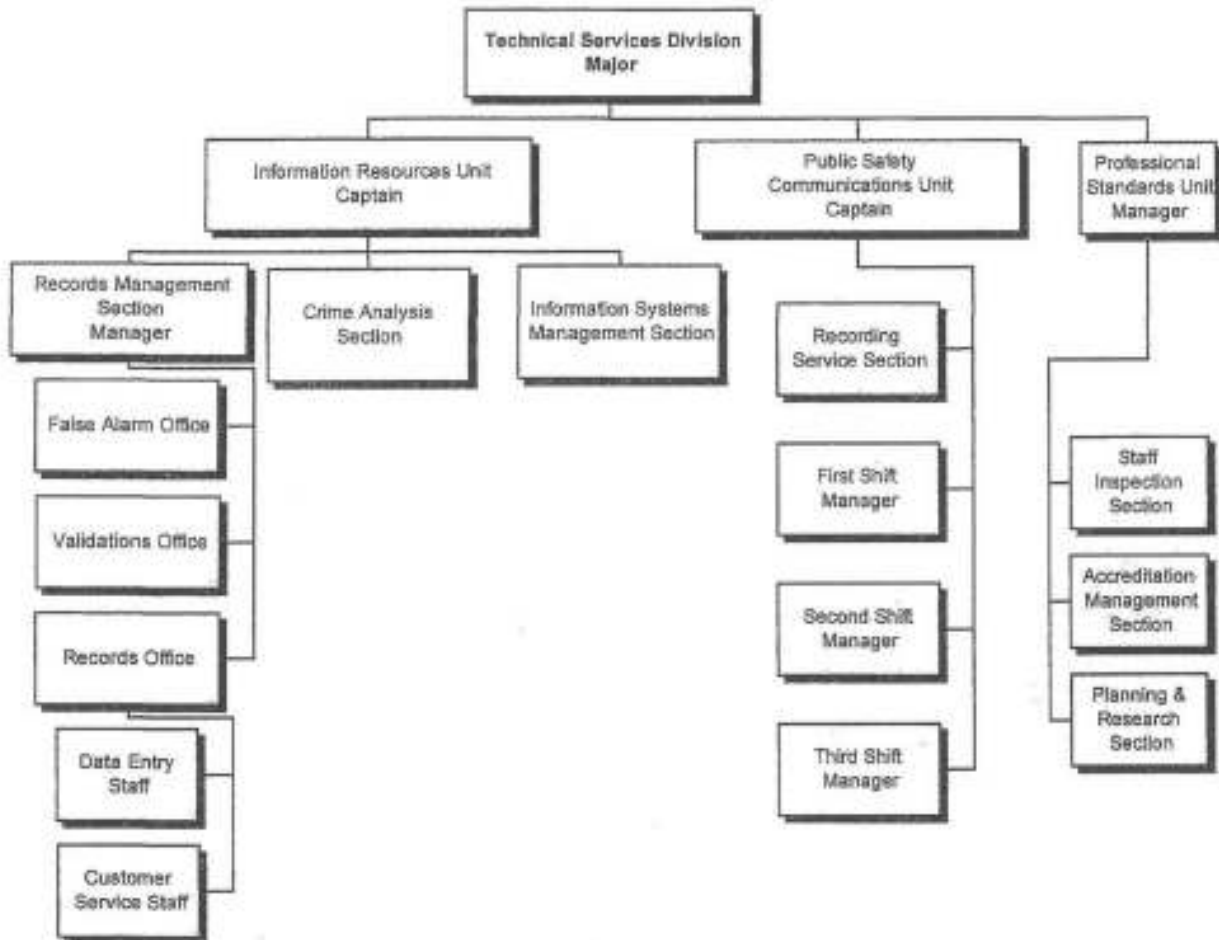 Technical Services Division
Major
Information Resources Unit
Captain
Public Safety
Communications Unit
Captain
Professional
Standards Unit
Manager
Records Management
Section
Manager
Crime Analysis
Section
Information Systems
Management Section
False Alarm Office
Validations Office
Records Office
Data Entry
Staff
Customer
Service Staff
Recording
Service Section
First Shift
Manager
Second Shift
Manager
Third Shift
Manager
Staff
Inspection
Section
Accreditation
Management
Section
Planning &
Research
Section